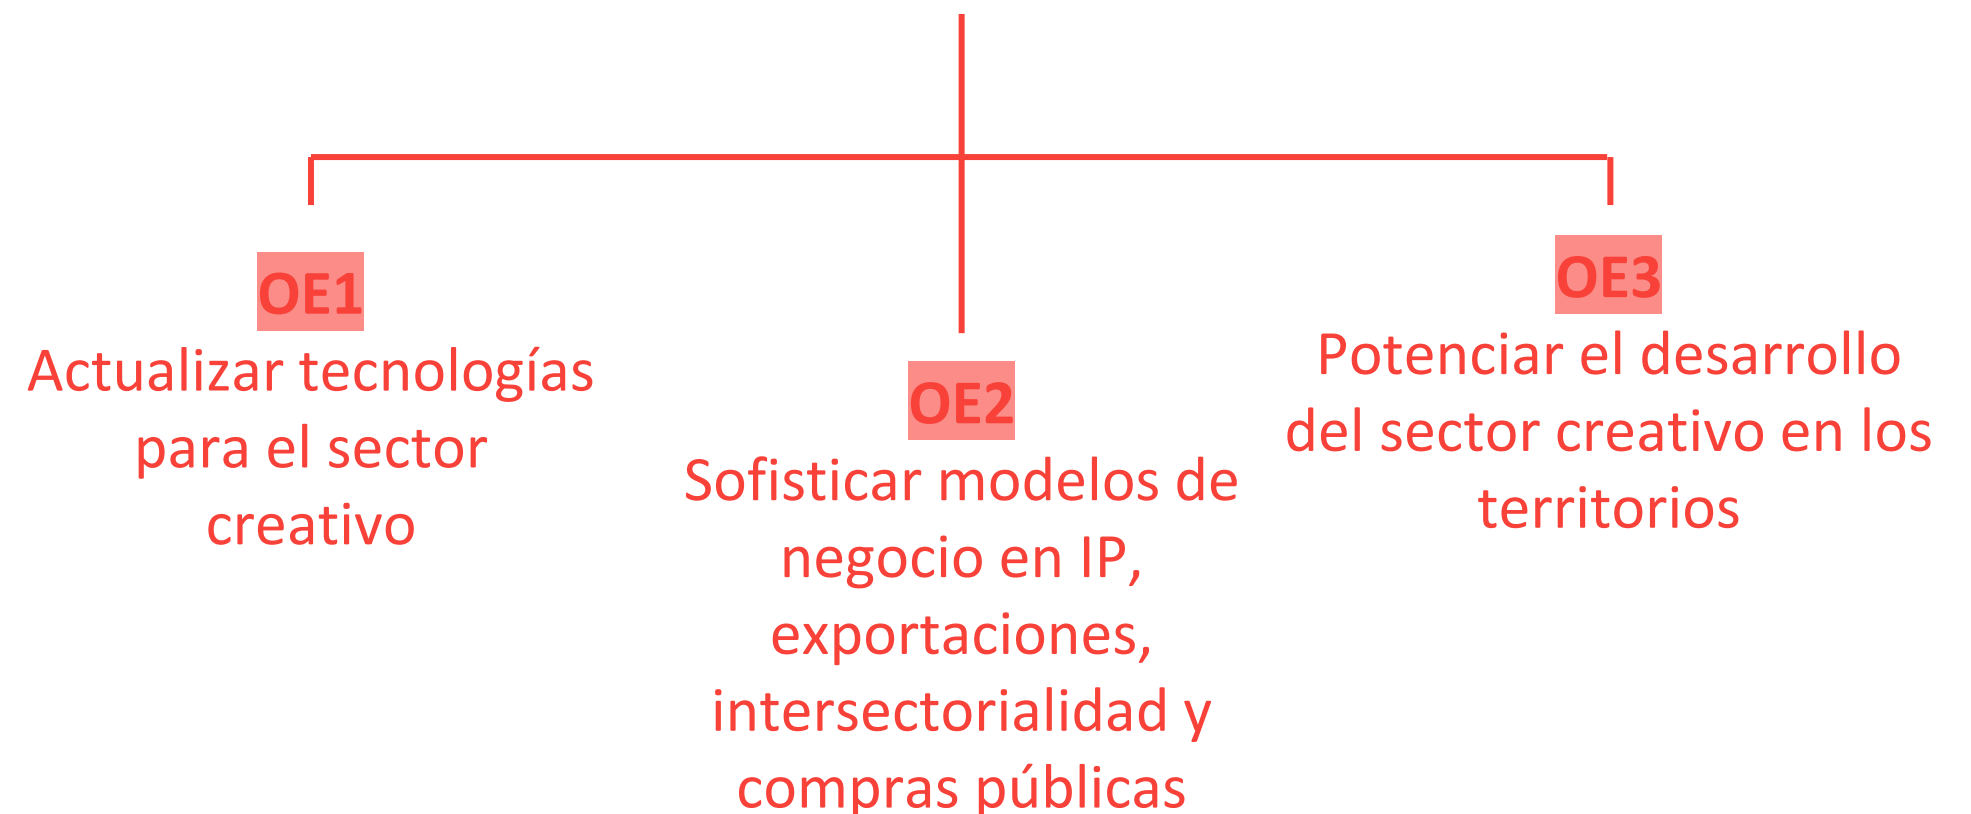 OE1
Actualizar tecnologías
para el sector
creativo
OE2
Sofisticar modelos de
negocio en IP,
exportaciones,
intersectorialidad y
compras públicas
OE3
Potenciar el desarrollo
del sector creativo en los
territorios